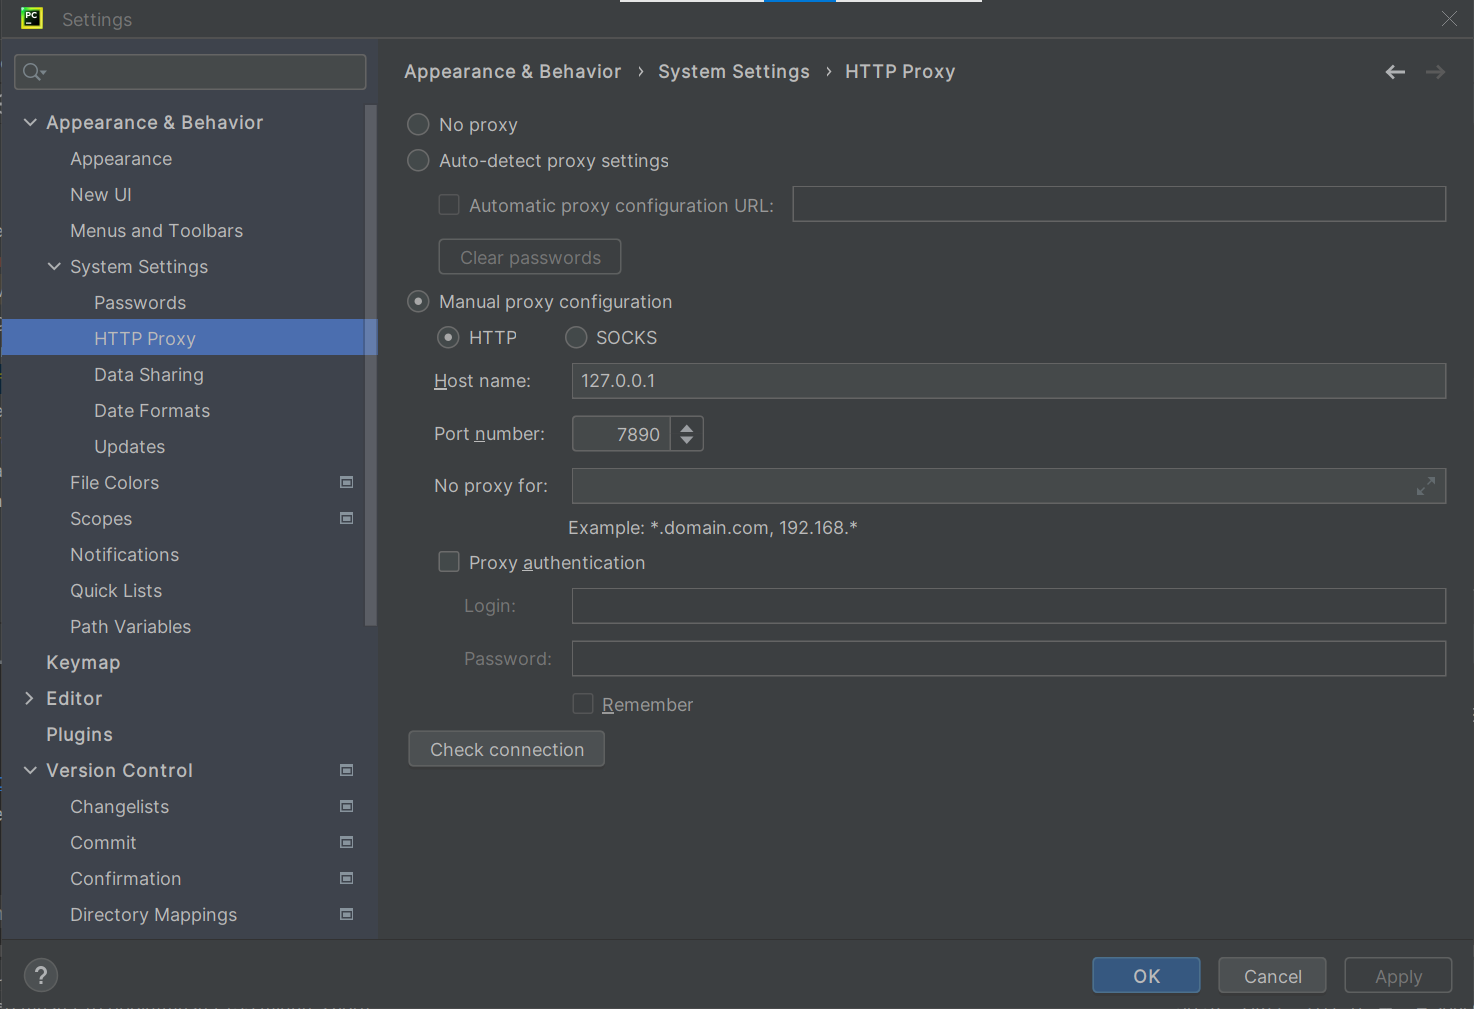 PC
Settings
Appearance & Behavior
Appearance
New UI
Menus and Toolbars
System Settings
Passwords
HTTP Proxy
Data Sharing
Date Formats
Updates
File Colors
Scopes
Notifications
Quick Lists
Path Variables
Keymap
Editor
Plugins
Version Control
Changelists
Commit
Confirmation
Directory Mappings
Appearance & Behavior › System Settings › HTTP Proxy
No proxy
Auto-detect proxy settings
Automatic proxy configuration URL:
Clear passwords
Manual proxy configuration
HTTP SOCKS
Host name: 127.0.0.1
Port number: 7890
No proxy for:
Example: *.domain.com, 192.168.*
Proxy authentication
Login:
Password:
Remember
Check connection
? OK Cancel Apply